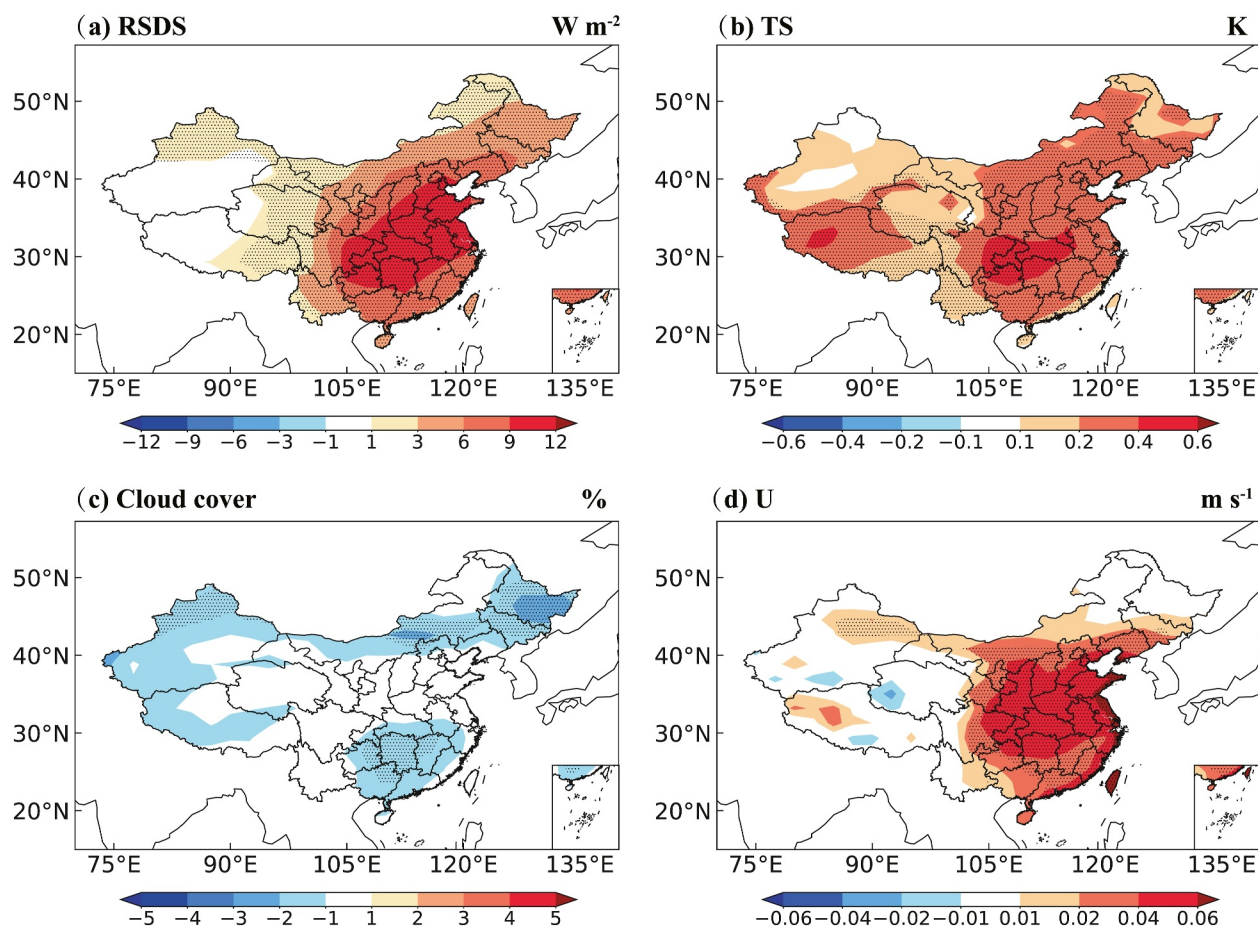 (a) RSDS W m-2
(b) TS K
50°N
40°N
30°N
20°N
75°E 90°E 105°E 120°E 135°E
50°N
40°N
30°N
20°N
75°E 90°E 105°E 120°E 135°E
−12 −9 −6 −3 −1 1 3 6 9 12
−0.6 −0.4 −0.2 −0.1 0.1 0.2 0.4 0.6
(c) Cloud cover %
(d) U m s-1
50°N
40°N
30°N
20°N
75°E 90°E 105°E 120°E 135°E
50°N
40°N
30°N
20°N
75°E 90°E 105°E 120°E 135°E
−5 −4 −3 −2 −1 1 2 3 4 5
−0.06 −0.04 −0.02 −0.01 0.01 0.02 0.04 0.06